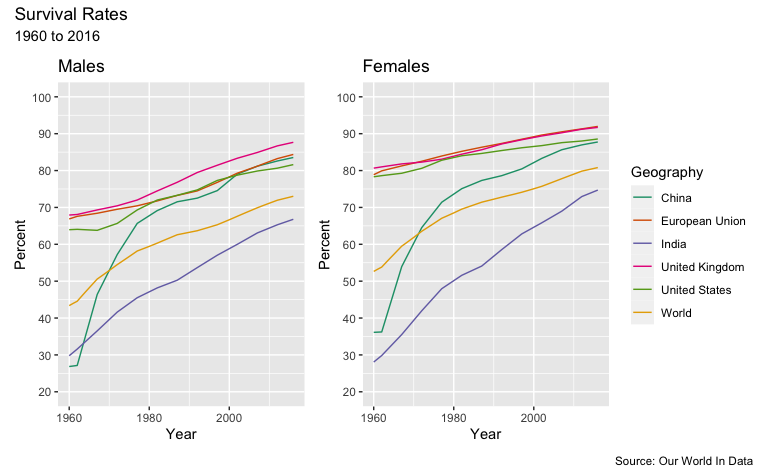 Survival Rates
1960 to 2016
Males
Females
Percent
100
90
80
70
60
50
40
30
20
1960
1980
2000
Year
Percent
100
90
80
70
60
50
40
30
20
1960
1980
2000
Year
Geography
China
European Union
India
United Kingdom
United States
World
Source: Our World In Data